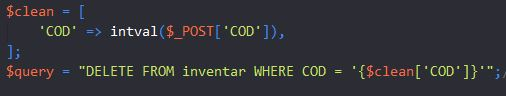 $clean = [
'COD' => intval($_POST['COD']),
];
$query = "DELETE FROM inventar WHERE COD = '{$clean['COD']}'";/